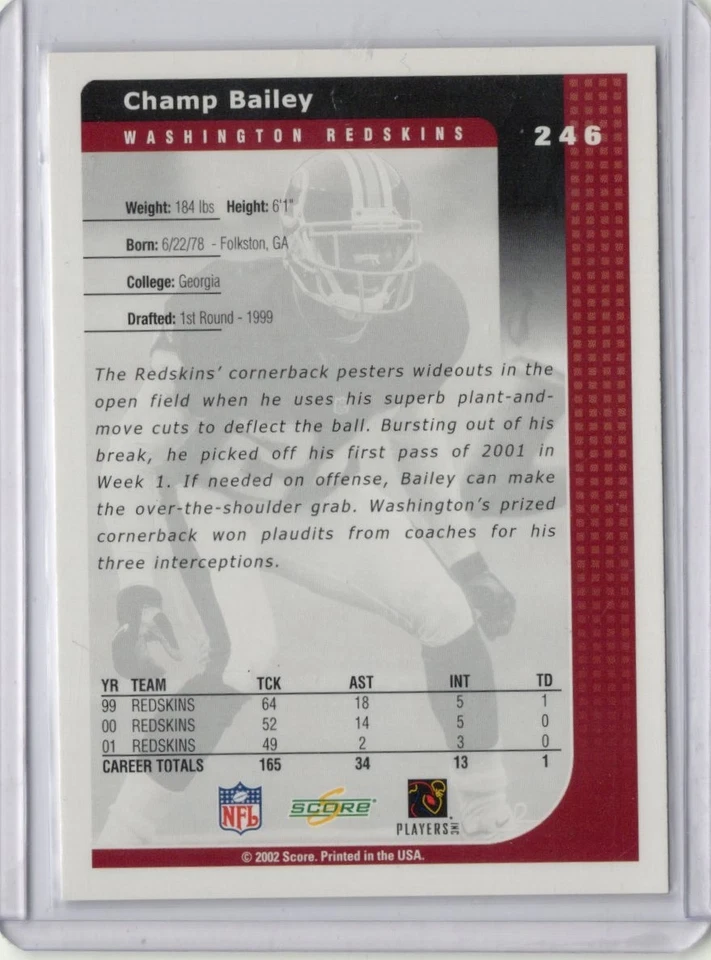 Champ Bailey
WASHINGTON REDSKINS
246
Weight: 184 lbs Height: 6'1"
Born: 6/22/78 - Folkston, GA
College: Georgia
Drafted: 1st Round - 1999
The Redskins' cornerback pesters wideouts in the
open field when he uses his superb plant-and-
move cuts to deflect the ball. Bursting out of his
break, he picked off his first pass of 2001 in
Week 1. If needed on offense, Bailey can make
the over-the-shoulder grab. Washington's prized
cornerback won plaudits from coaches for his
three interceptions.
YR TEAM TCK AST INT TD
99 REDSKINS 64 18 5 1
00 REDSKINS 52 14 5 0
01 REDSKINS 49 2 3 0
CAREER TOTALS 165 34 13 1
NFL SCORE PLAYERS INC
© 2002 Score. Printed in the USA.